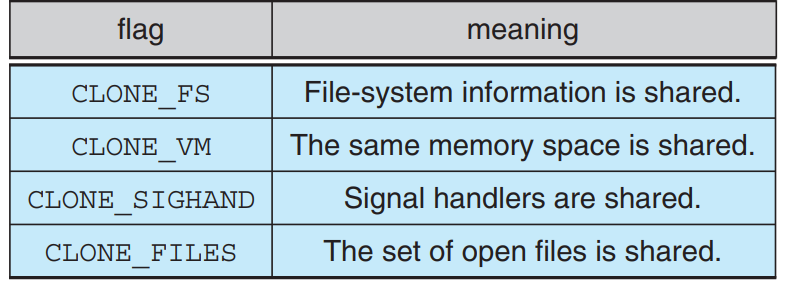 flag meaning
CLONE_FS File-system information is shared.
CLONE_VM The same memory space is shared.
CLONE_SIGHAND Signal handlers are shared.
CLONE_FILES The set of open files is shared.